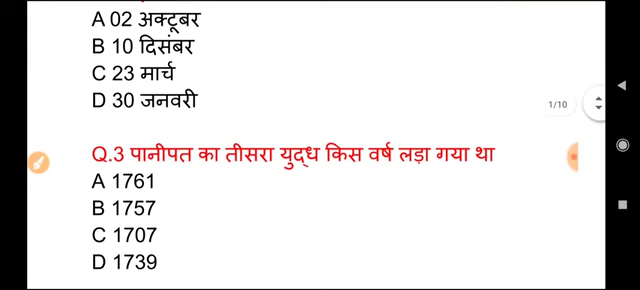 A 02 अक्टूबर
B 10 दिसंबर
C 23 मार्च
D 30 जनवरी
1/10
Q.3 पानीपत का तीसरा युद्ध किस वर्ष लड़ा गया था
A 1761
B 1757
C 1707
D 1739